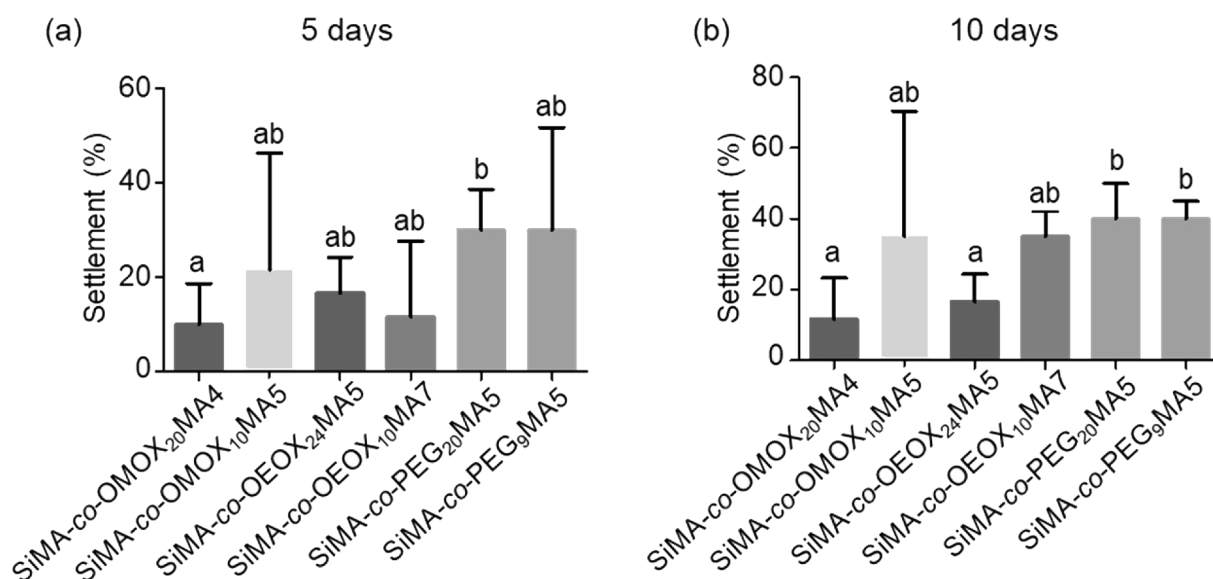 (a) 5 days
Settlement (%)
60
40
20
0
a
ab
ab
ab
b
ab
SiMA-co-OMOX₂₀MA4
SiMA-co-OMOX₁₀MA5
SiMA-co-OEOX₂₄MA5
SiMA-co-OEOX₁₀MA7
SiMA-co-PEG₂₀MA5
SiMA-co-PEG₉MA5
(b) 10 days
Settlement (%)
80
60
40
20
0
a
ab
a
ab
b
b
SiMA-co-OMOX₂₀MA4
SiMA-co-OMOX₁₀MA5
SiMA-co-OEOX₂₄MA5
SiMA-co-OEOX₁₀MA7
SiMA-co-PEG₂₀MA5
SiMA-co-PEG₉MA5